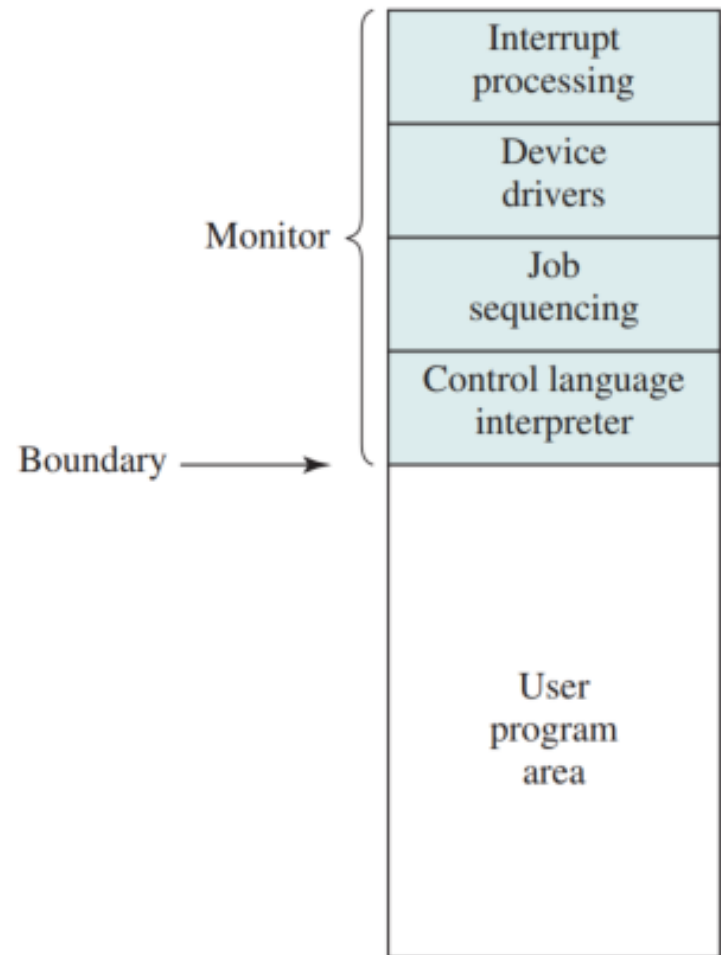 Interrupt
processing
Device
drivers
Monitor
Job
sequencing
Control language
interpreter
Boundary
User
program
area